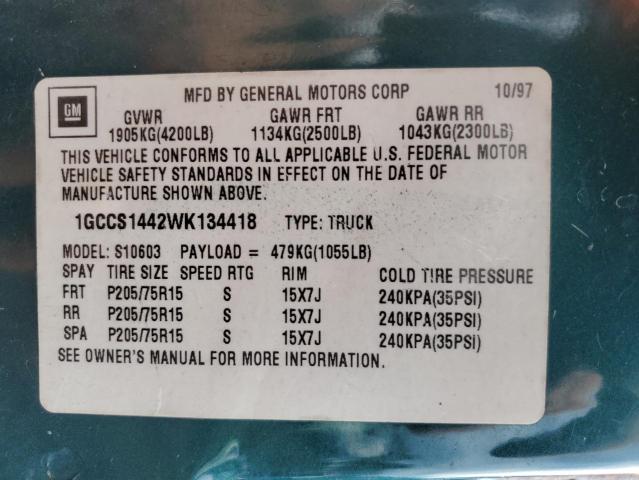 GM
MFD BY GENERAL MOTORS CORP 10/97
GVWR GAWR FRT GAWR RR
1905KG(4200LB) 1134KG(2500LB) 1043KG(2300LB)
THIS VEHICLE CONFORMS TO ALL APPLICABLE U.S. FEDERAL MOTOR
VEHICLE SAFETY STANDARDS IN EFFECT ON THE DATE OF
MANUFACTURE SHOWN ABOVE.
1GCCS1442WK134418 TYPE: TRUCK
MODEL: S10603 PAYLOAD = 479KG(1055LB)
SPAY TIRE SIZE SPEED RTG RIM COLD TIRE PRESSURE
FRT P205/75R15 S 15X7J 240KPA(35PSI)
RR P205/75R15 S 15X7J 240KPA(35PSI)
SPA P205/75R15 S 15X7J 240KPA(35PSI)
SEE OWNER'S MANUAL FOR MORE INFORMATION.